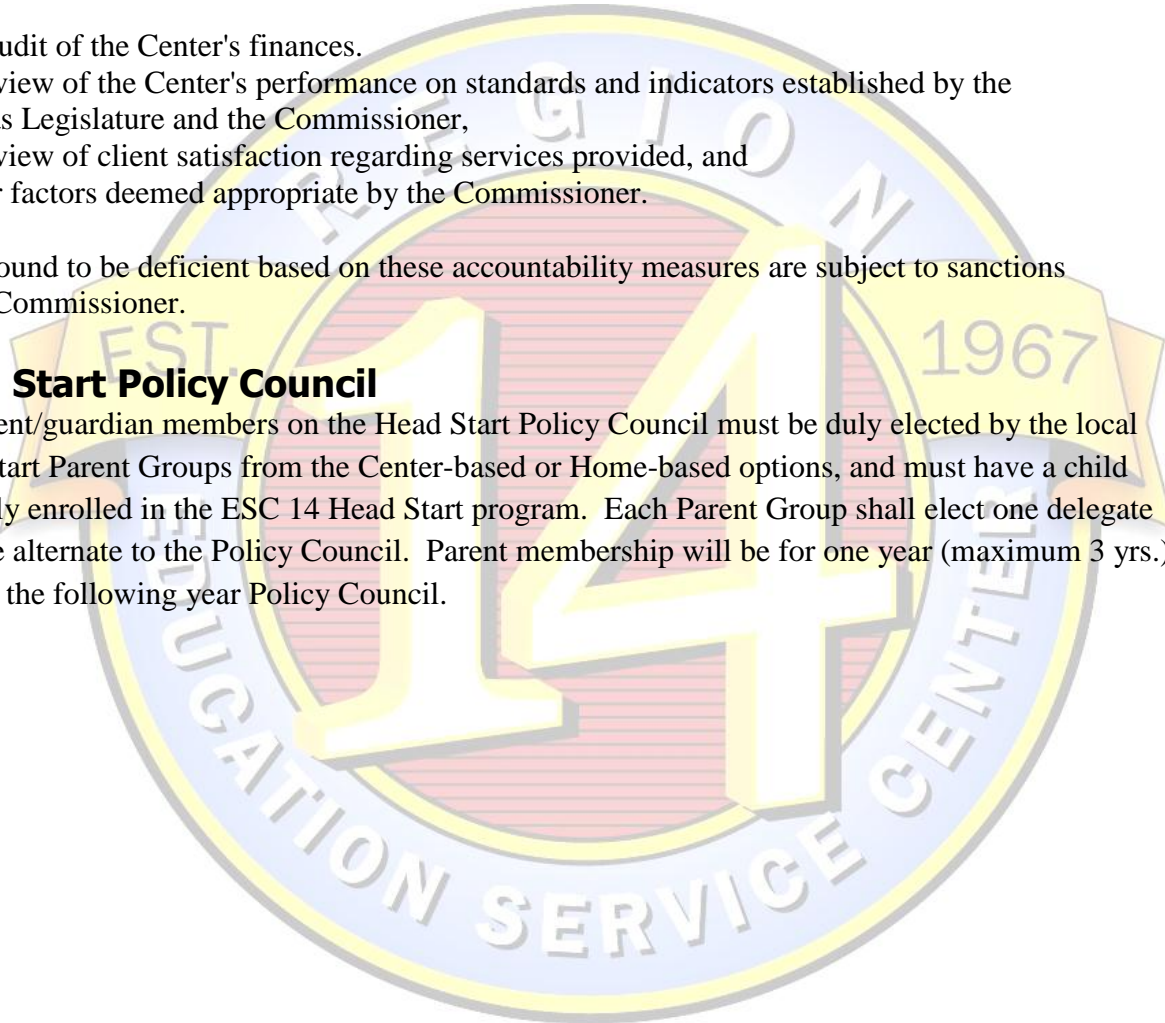 udit of the Center's finances.
view of the Center's performance on standards and indicators established by the
s Legislature and the Commissioner,
view of client satisfaction regarding services provided, and
r factors deemed appropriate by the Commissioner.
ound to be deficient based on these accountability measures are subject to sanctions
Commissioner.
Start Policy Council
ent/guardian members on the Head Start Policy Council must be duly elected by the local
tart Parent Groups from the Center-based or Home-based options, and must have a child
ly enrolled in the ESC 14 Head Start program. Each Parent Group shall elect one delegate
e alternate to the Policy Council. Parent membership will be for one year (maximum 3 yrs.)
the following year Policy Council.
REGION
EST. 1967
14
EDUCATION SERVICE CENTER